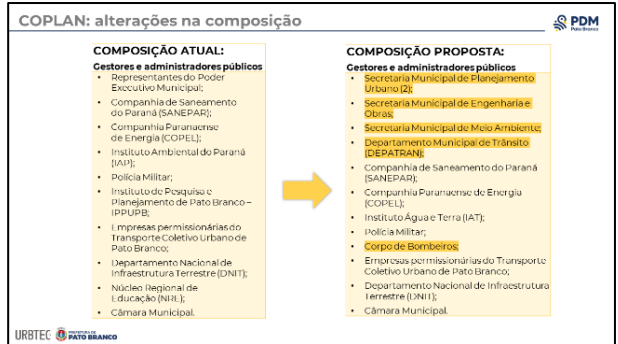 COPLAN: alterações na composição
PDM
Pato Branco
COMPOSIÇÃO ATUAL:
Gestores e administradores públicos
• Representantes do Poder
Executivo Municipal;
• Companhia de Saneamento
do Paraná (SANEPAR);
• Companhia Paranaense
de Energia (COPEL);
• Instituto Ambiental do Paraná
(IAP);
• Polícia Militar;
• Instituto de Pesquisa e
Planejamento de Pato Branco –
IPPUPB;
• Empresas permissionárias do
Transporte Coletivo Urbano de
Pato Branco;
• Departamento Nacional de
Infraestrutura Terrestre (DNIT);
• Núcleo Regional de
Educação (NRE);
• Câmara Municipal.
COMPOSIÇÃO PROPOSTA:
Gestores e administradores públicos
• Secretaria Municipal de Planejamento
Urbano (2);
• Secretaria Municipal de Engenharia e
Obras;
• Secretaria Municipal de Meio Ambiente;
• Departamento Municipal de Trânsito
(DEPATRAN);
• Companhia de Saneamento do Paraná
(SANEPAR);
• Companhia Paranaense de Energia
(COPEL);
• Instituto Água e Terra (IAT);
• Polícia Militar;
• Corpo de Bombeiros;
• Empresas permissionárias do Transporte
Coletivo Urbano de Pato Branco;
• Departamento Nacional de Infraestrutura
Terrestre (DNIT);
• Câmara Municipal.
URBTEC
PREFEITURA DE
PATO BRANCO